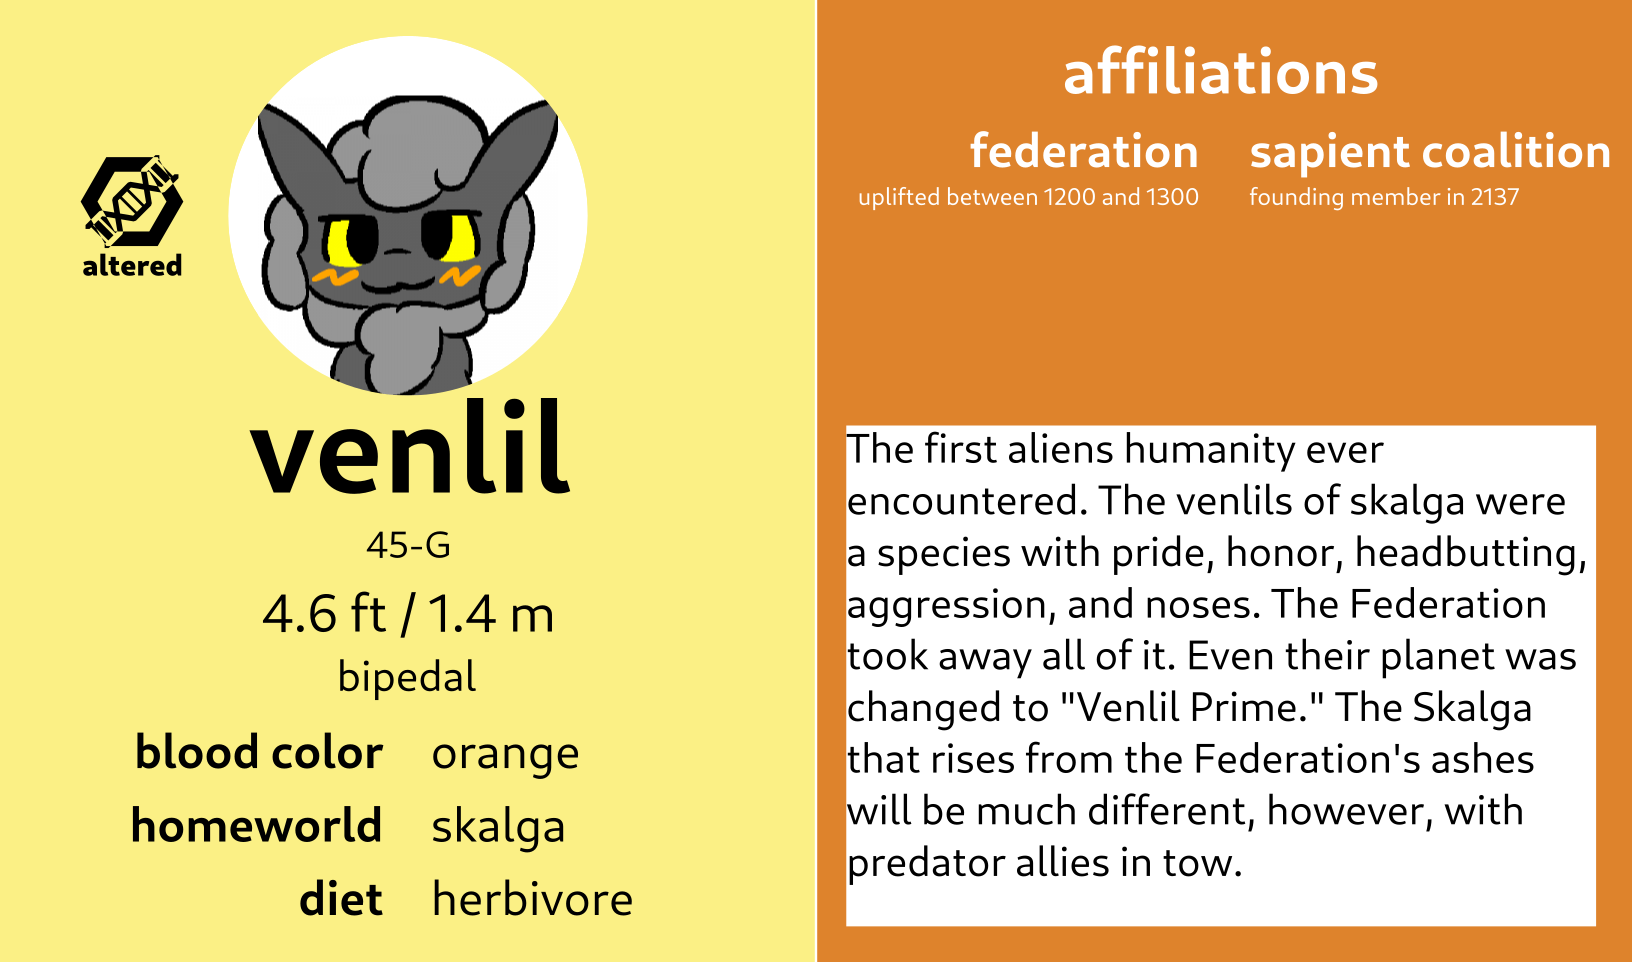 altered
venlil
45-G
4.6 ft / 1.4 m
bipedal
blood color orange
homeworld skalga
diet herbivore
affiliations
federation
uplifted between 1200 and 1300
sapient coalition
founding member in 2137
The first aliens humanity ever
encountered. The venlils of skalga were
a species with pride, honor, headbutting,
aggression, and noses. The Federation
took away all of it. Even their planet was
changed to "Venlil Prime." The Skalga
that rises from the Federation's ashes
will be much different, however, with
predator allies in tow.